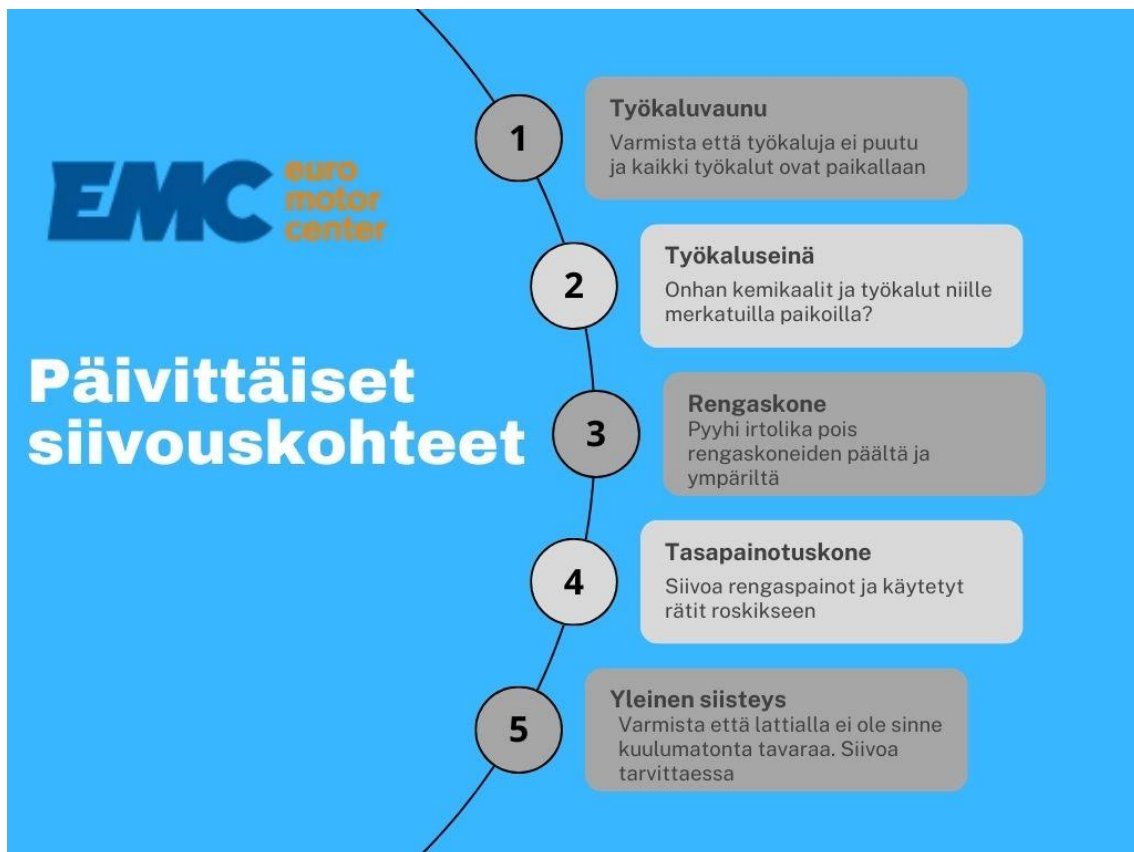 EMC
euro
motor
center
Päivittäiset
siivouskohteet
1
Työkaluvaunu
Varmista että työkaluja ei puutu
ja kaikki työkalut ovat paikallaan
2
Työkaluseinä
Onhan kemikaalit ja työkalut niille
merkatuilla paikoilla?
3
Rengaskone
Pyyhi irtolika pois
rengaskoneiden päältä ja
ympäriltä
4
Tasapainotuskone
Siivoa rengaspainot ja käytetyt
rätit roskikseen
5
Yleinen siisteys
Varmista että lattialla ei ole sinne
kuulumatonta tavaraa. Siivoa
tarvittaessa